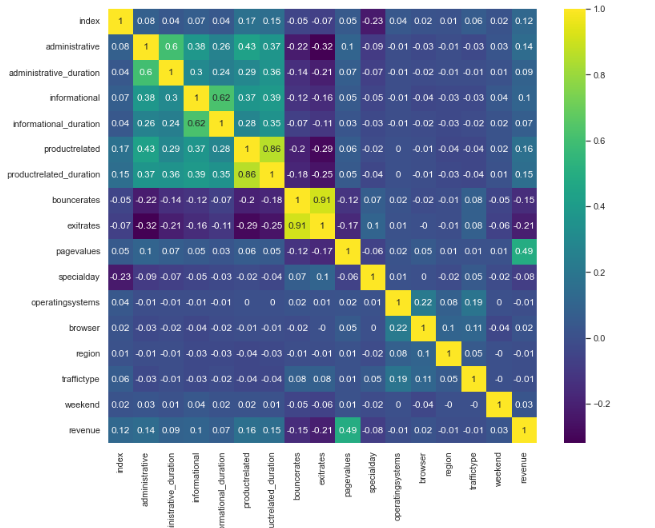 index 1 0.08 0.04 0.07 0.04 0.17 0.15 -0.05 -0.07 0.05 -0.23 0.04 0.02 0.01 0.06 0.02 0.12 1.0
administrative 0.08 1 0.6 0.38 0.26 0.43 0.37 -0.22 -0.32 0.1 -0.09 -0.01 -0.03 -0.01 -0.03 0.03 0.14
administrative_duration 0.04 0.6 1 0.3 0.24 0.29 0.36 -0.14 -0.21 0.07 -0.07 -0.01 -0.02 -0.01 -0.01 0.01 0.09 0.8
informational 0.07 0.38 0.3 1 0.62 0.37 0.39 -0.12 -0.16 0.05 -0.05 -0.01 -0.04 -0.03 -0.03 0.04 0.1
informational_duration 0.04 0.26 0.24 0.62 1 0.28 0.35 -0.07 -0.11 0.03 -0.03 -0.01 -0.02 -0.03 -0.02 0.02 0.07 0.6
productrelated 0.17 0.43 0.29 0.37 0.28 1 0.86 -0.2 -0.29 0.06 -0.02 0 -0.01 -0.04 -0.04 0.02 0.16
productrelated_duration 0.15 0.37 0.36 0.39 0.35 0.86 1 -0.18 -0.25 0.05 -0.04 0 -0.01 -0.03 -0.04 0.01 0.15
bouncerates -0.05 -0.22 -0.14 -0.12 -0.07 -0.2 -0.18 1 0.91 -0.12 0.07 0.02 -0.02 -0.01 0.08 -0.05 -0.15 0.4
exitrates -0.07 -0.32 -0.21 -0.16 -0.11 -0.29 -0.25 0.91 1 -0.17 0.1 0.01 -0 -0.01 0.08 -0.06 -0.21
pagevalues 0.05 0.1 0.07 0.05 0.03 0.06 0.05 -0.12 -0.17 1 -0.06 0.02 0.05 0.01 0.01 0.01 0.49
specialday -0.23 -0.09 -0.07 -0.05 -0.03 -0.02 -0.04 0.07 0.1 -0.06 1 0.01 0 -0.02 0.05 -0.02 -0.08 0.2
operatingsystems 0.04 -0.01 -0.01 -0.01 -0.01 0 0 0.02 0.01 0.02 0.01 1 0.22 0.08 0.19 0 -0.01
browser 0.02 -0.03 -0.02 -0.04 -0.02 -0.01 -0.01 -0.02 -0 0.05 0 0.22 1 0.1 0.11 -0.04 0.02 0.0
region 0.01 -0.01 -0.01 -0.03 -0.03 -0.04 -0.03 -0.01 -0.01 0.01 -0.02 0.08 0.1 1 0.05 -0 -0.01
traffictype 0.06 -0.03 -0.01 -0.03 -0.02 -0.04 -0.04 0.08 0.08 0.01 0.05 0.19 0.11 0.05 1 -0 -0.01
weekend 0.02 0.03 0.01 0.04 0.02 0.02 0.01 -0.05 -0.06 0.01 -0.02 0 -0.04 -0 -0 1 0.03 -0.2
revenue 0.12 0.14 0.09 0.1 0.07 0.16 0.15 -0.15 -0.21 0.49 -0.08 -0.01 0.02 -0.01 -0.01 0.03 1
index
administrative
inistrative_duration
informational
rmational_duration
productrelated
uctrelated_duration
bouncerates
exitrates
pagevalues
specialday
operatingsystems
browser
region
traffictype
weekend
revenue